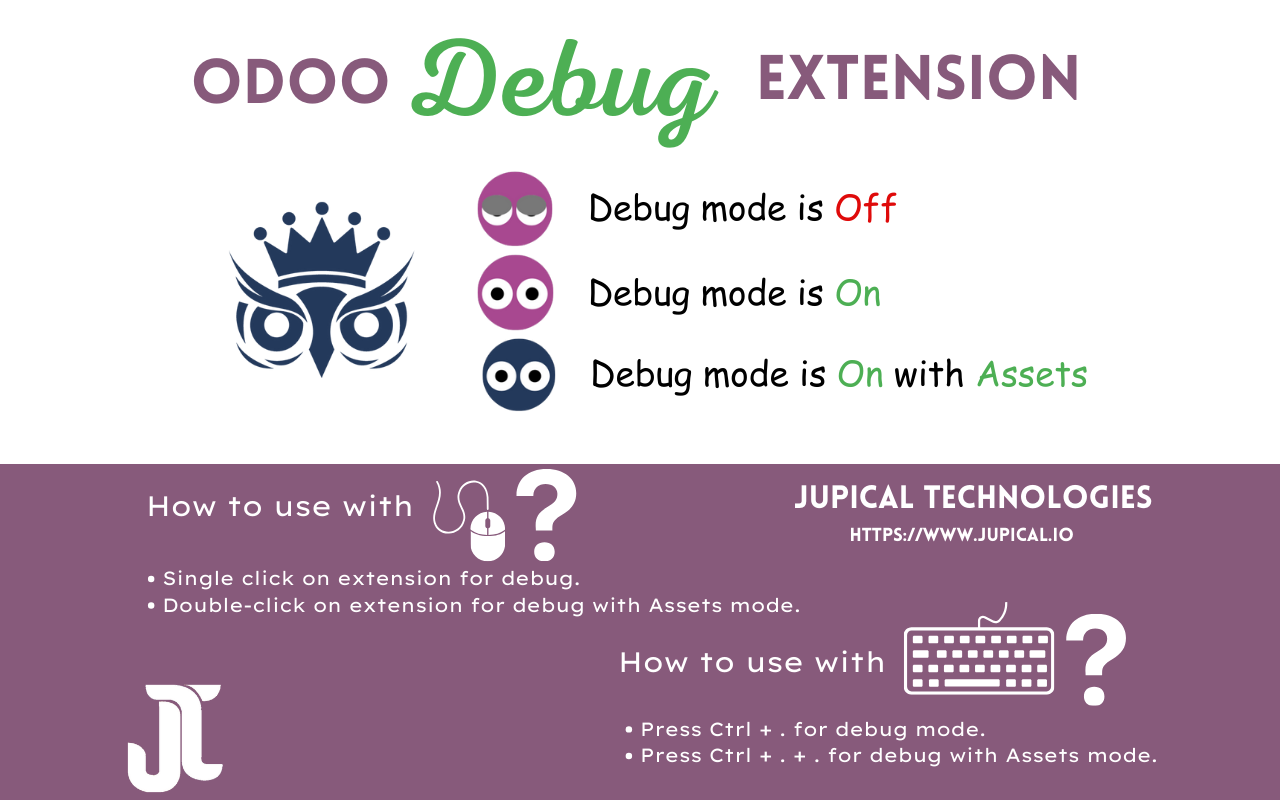 ODOO Debug EXTENSION
Debug mode is Off
Debug mode is On
Debug mode is On with Assets
How to use with ?
JUPICAL TECHNOLOGIES
HTTPS://WWW.JUPICAL.IO
• Single click on extension for debug.
• Double-click on extension for debug with Assets mode.
How to use with ?
• Press Ctrl + . for debug mode.
• Press Ctrl + . + . for debug with Assets mode.